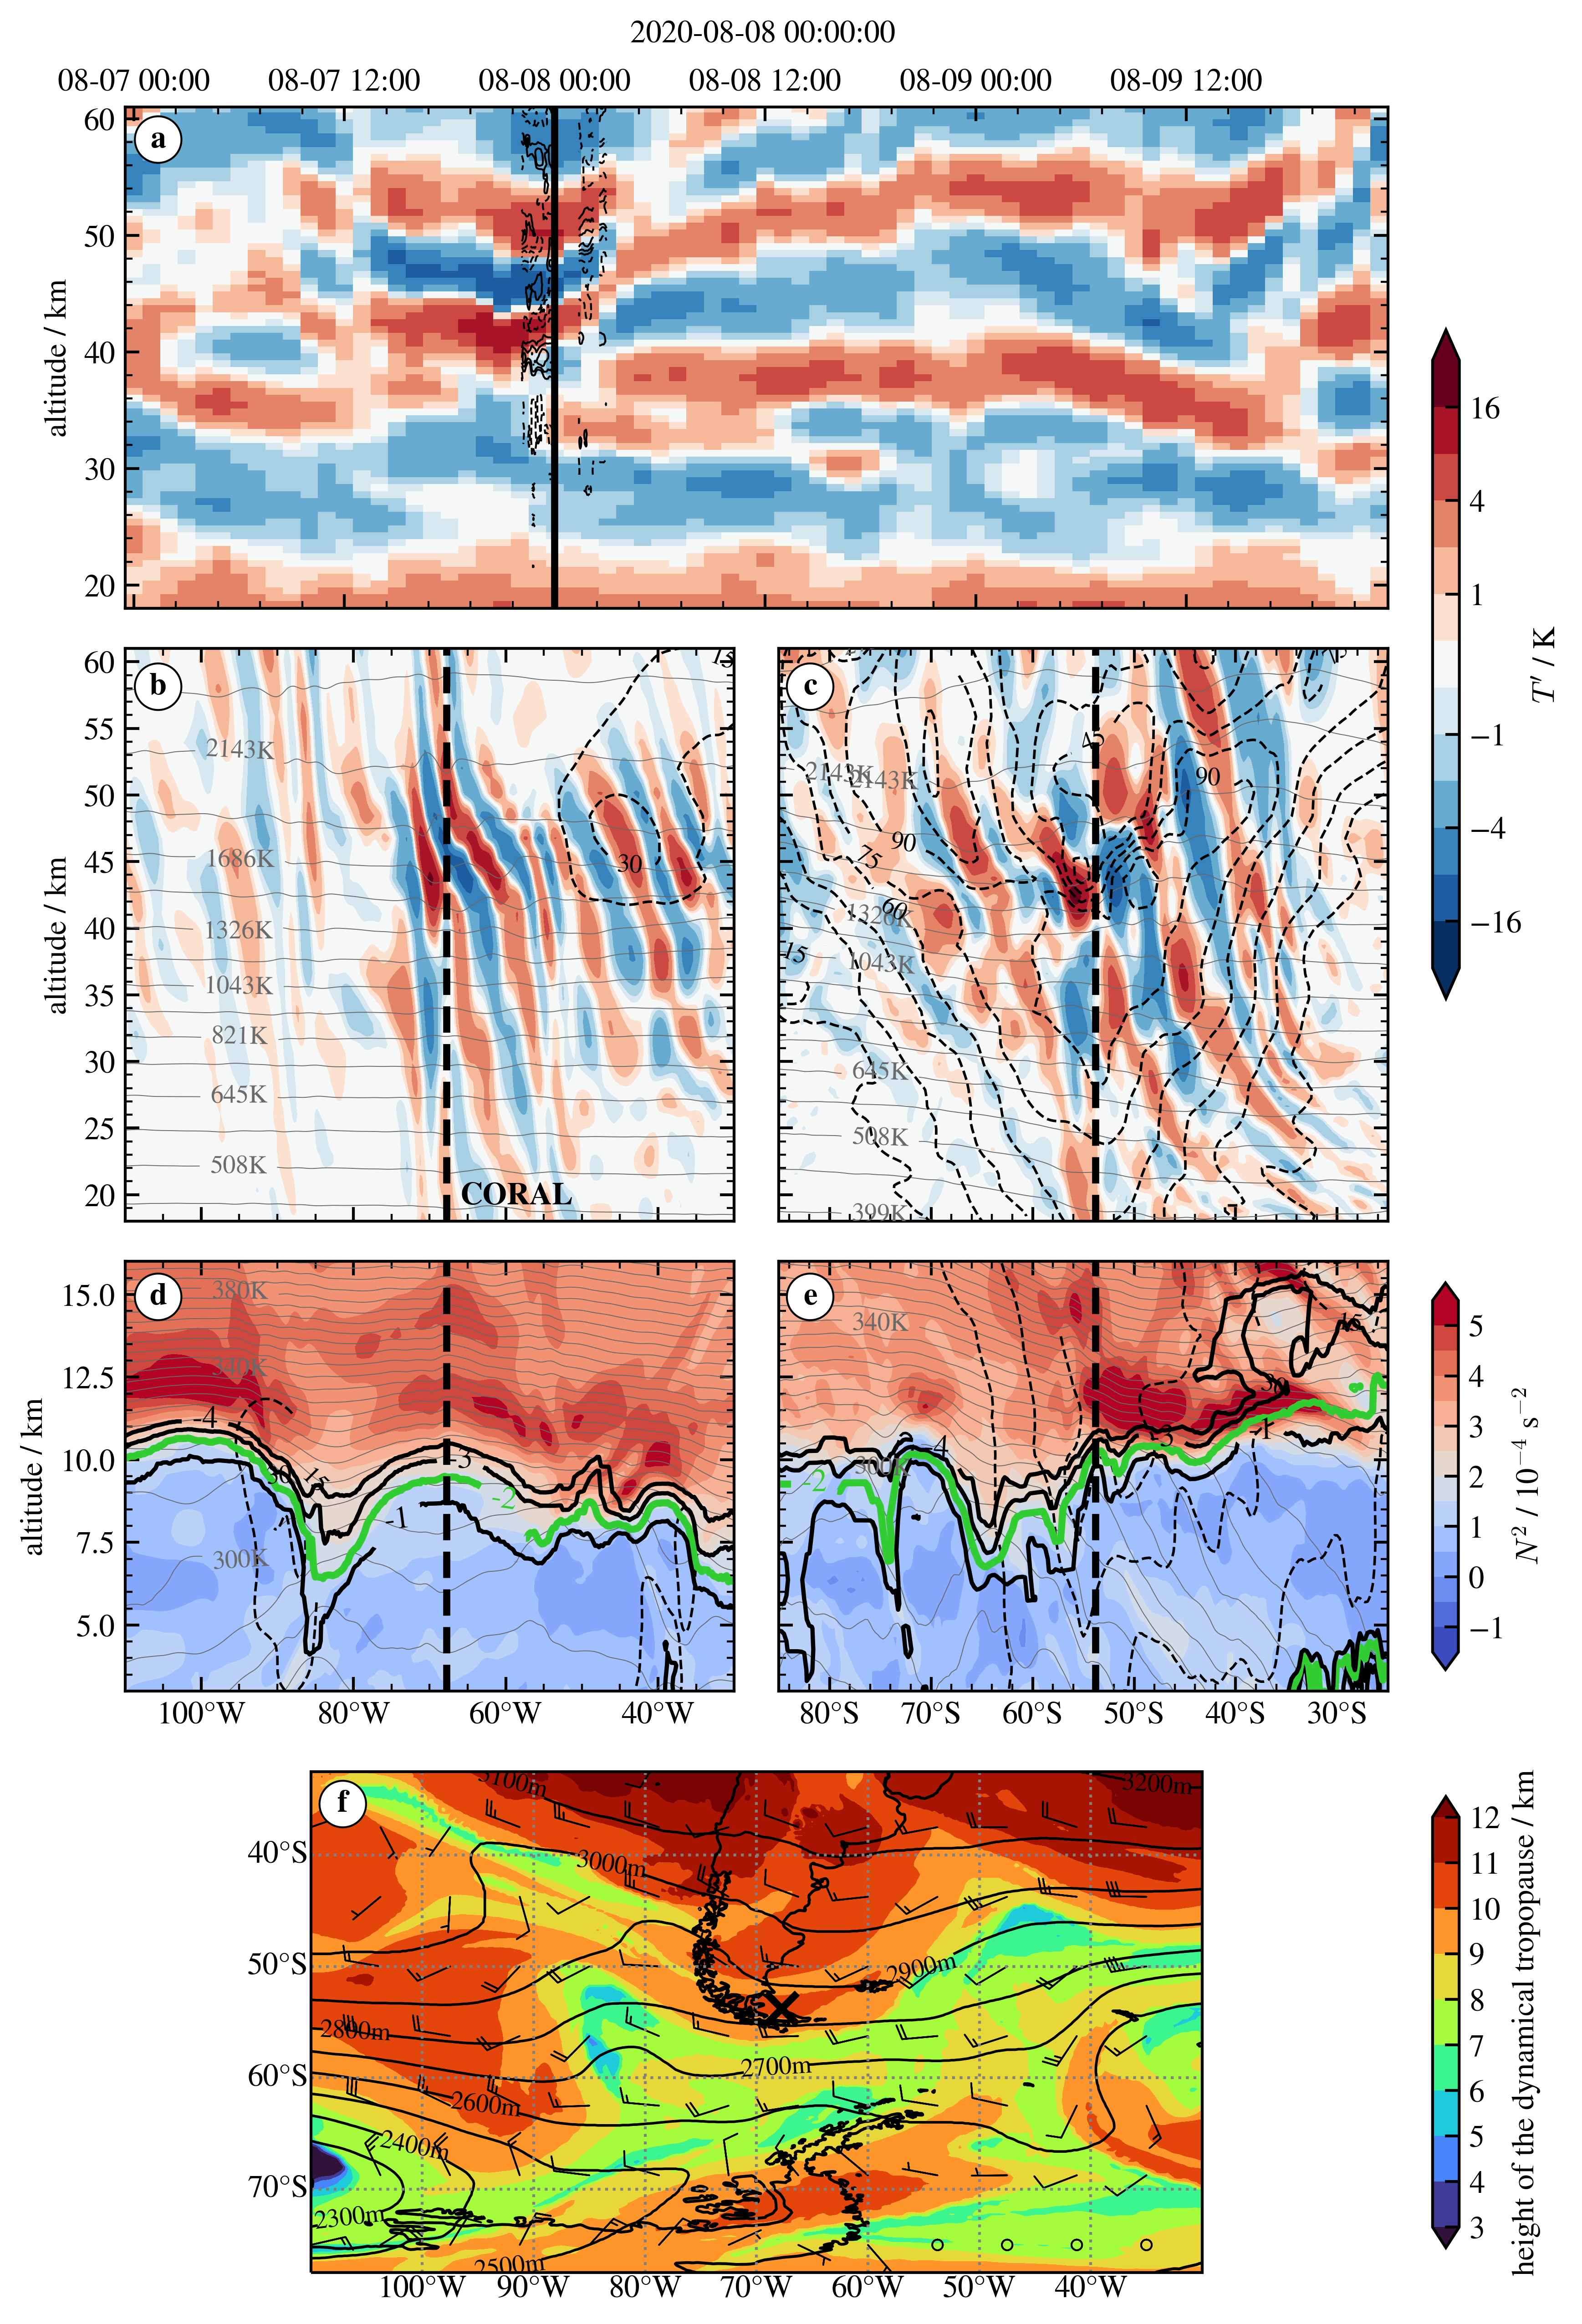 2020-08-08 00:00:00
08-07 00:00 08-07 12:00 08-08 00:00 08-08 12:00 08-09 00:00 08-09 12:00
a
60
50
40
30
20
altitude / km
16
4
1
−1
−4
−16
T′ / K
b
60
55
50
45
40
35
30
25
20
altitude / km
15
2143K
1686K
1326K
1043K
821K
645K
508K
30
CORAL
c
45
90
2143K
2143K
90
75
60
1326K
1043K
15
645K
508K
399K
15
d
15.0
12.5
10.0
7.5
5.0
altitude / km
380K
340K
300K
-4
30
15
-3
-2
-1
100°W 80°W 60°W 40°W
e
340K
300K
15
30
-4
-3
-1
-2
80°S 70°S 60°S 50°S 40°S 30°S
5
4
3
2
1
0
−1
N² / 10⁻⁴ s⁻²
f
40°S
50°S
60°S
70°S
3100m
3200m
3000m
2900m
2800m
2700m
2600m
2400m
2300m
2500m
100°W 90°W 80°W 70°W 60°W 50°W 40°W
12
11
10
9
8
7
6
5
4
3
height of the dynamical tropopause / km